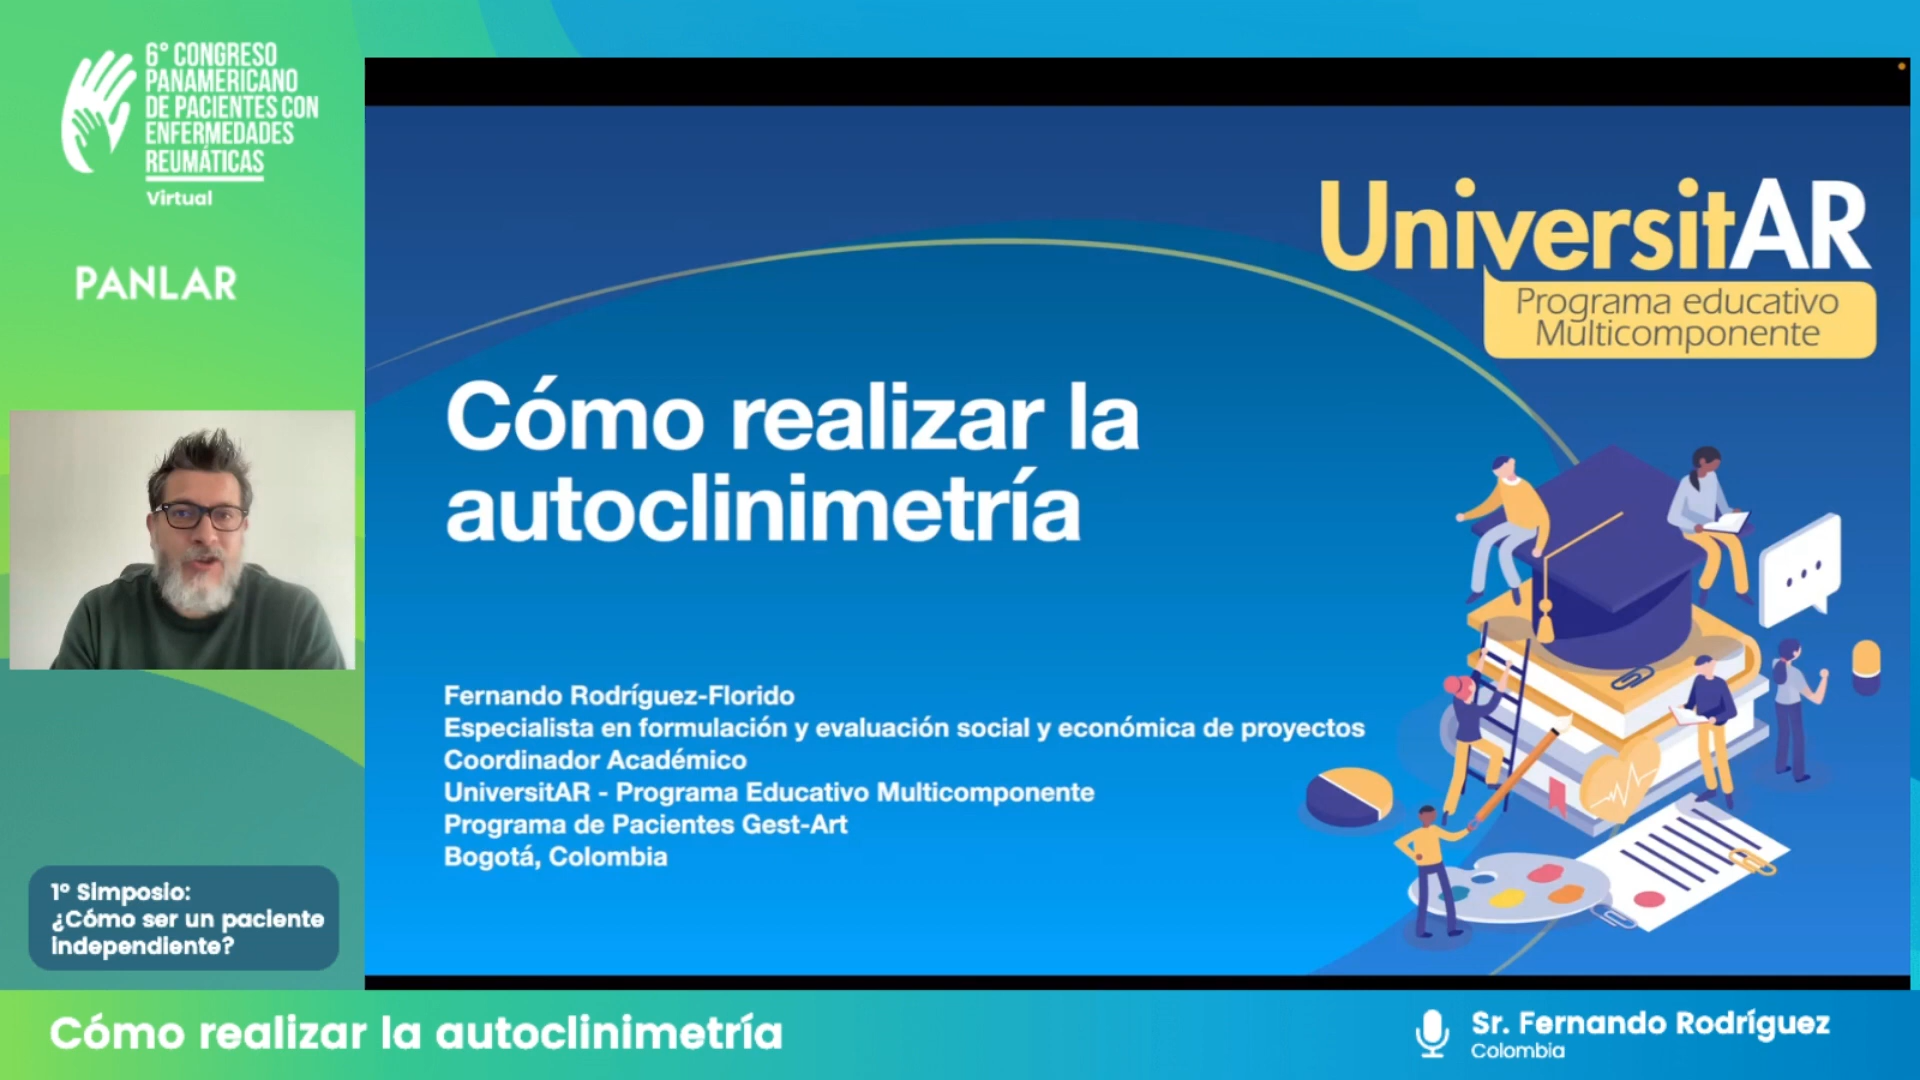 6° CONGRESO
PANAMERICANO
DE PACIENTES CON
ENFERMEDADES
REUMÁTICAS
Virtual
PANLAR
UniversitAR
Programa educativo
Multicomponente
Cómo realizar la
autoclinimetría
Fernando Rodríguez-Florido
Especialista en formulación y evaluación social y económica de proyectos
Coordinador Académico
UniversitAR - Programa Educativo Multicomponente
Programa de Pacientes Gest-Art
Bogotá, Colombia
1° Simposio:
¿Cómo ser un paciente
independiente?
Cómo realizar la autoclinimetría
Sr. Fernando Rodríguez
Colombia